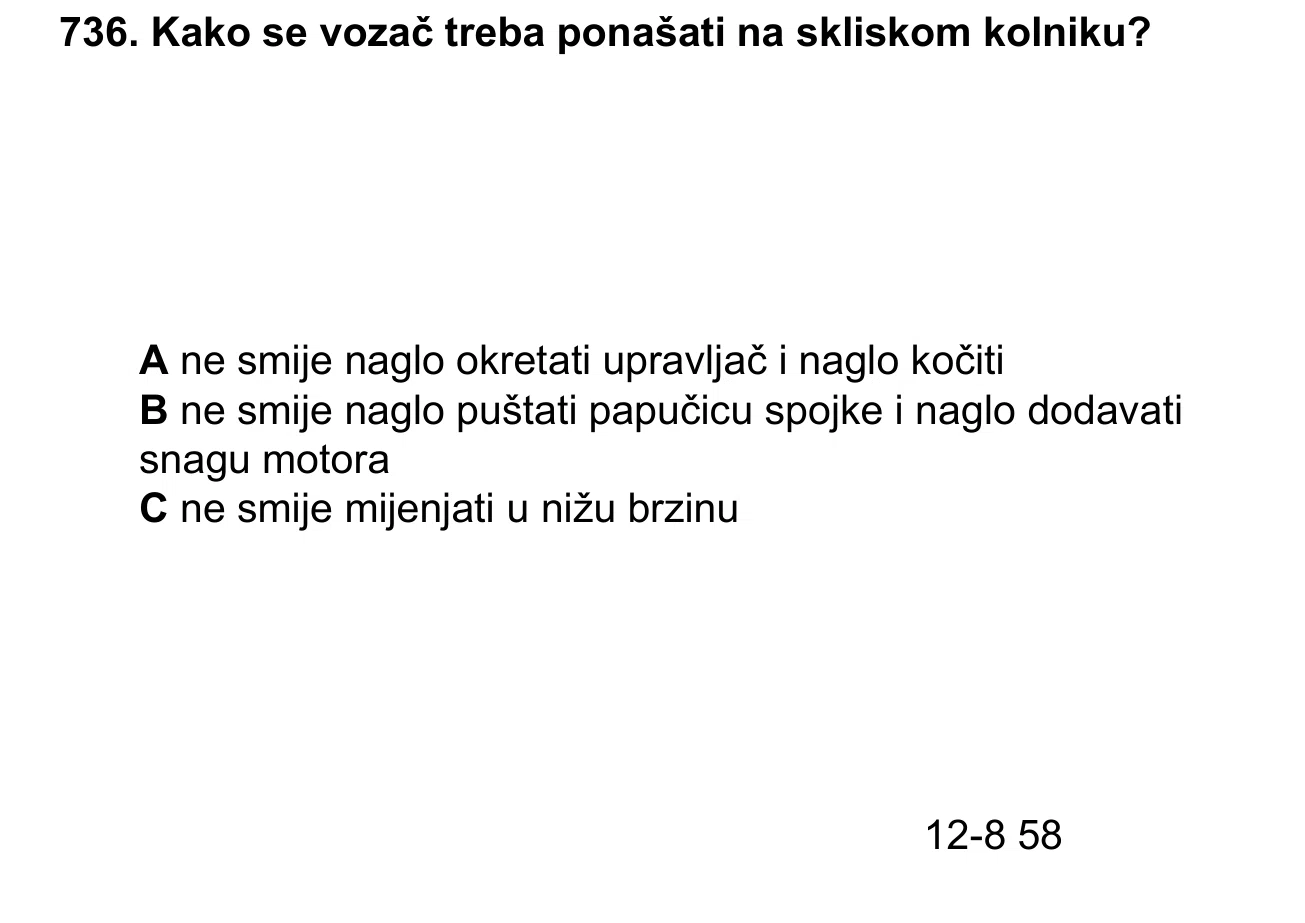 736. Kako se vozač treba ponašati na skliskom kolniku?
A ne smije naglo okretati upravljač i naglo kočiti
B ne smije naglo puštati papučicu spojke i naglo dodavati
snagu motora
C ne smije mijenjati u nižu brzinu
12-8 58